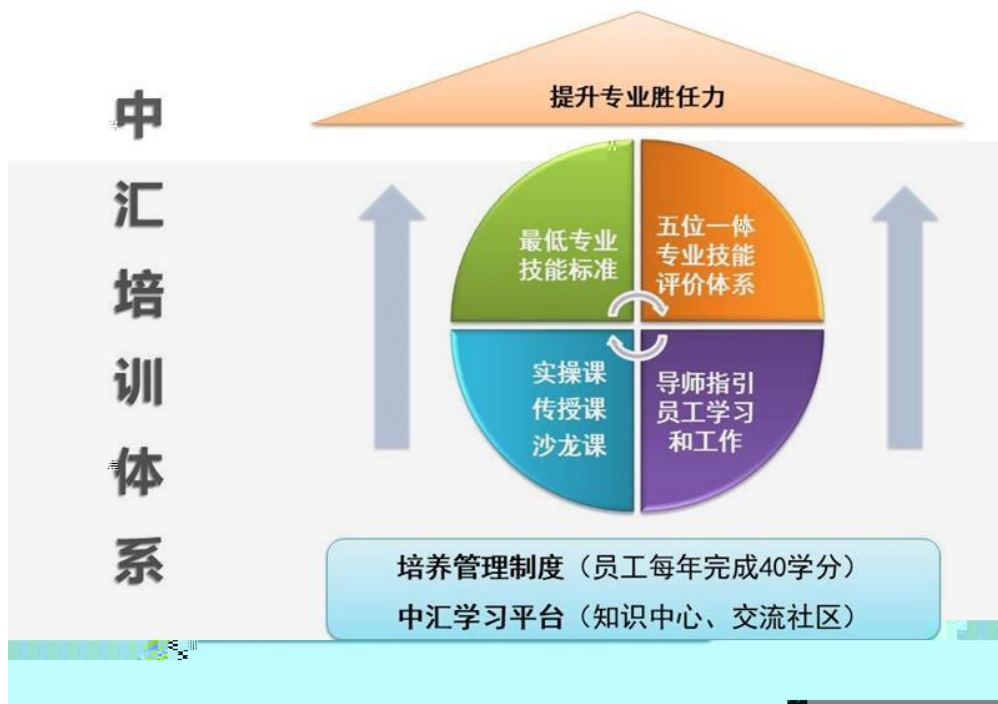 中汇培训体系
提升专业胜任力
最低专业
技能标准
五位一体
专业技能
评价体系
实操课
传授课
沙龙课
导师指引
员工学习
和工作
培养管理制度（员工每年完成40学分）
中汇学习平台（知识中心、交流社区）